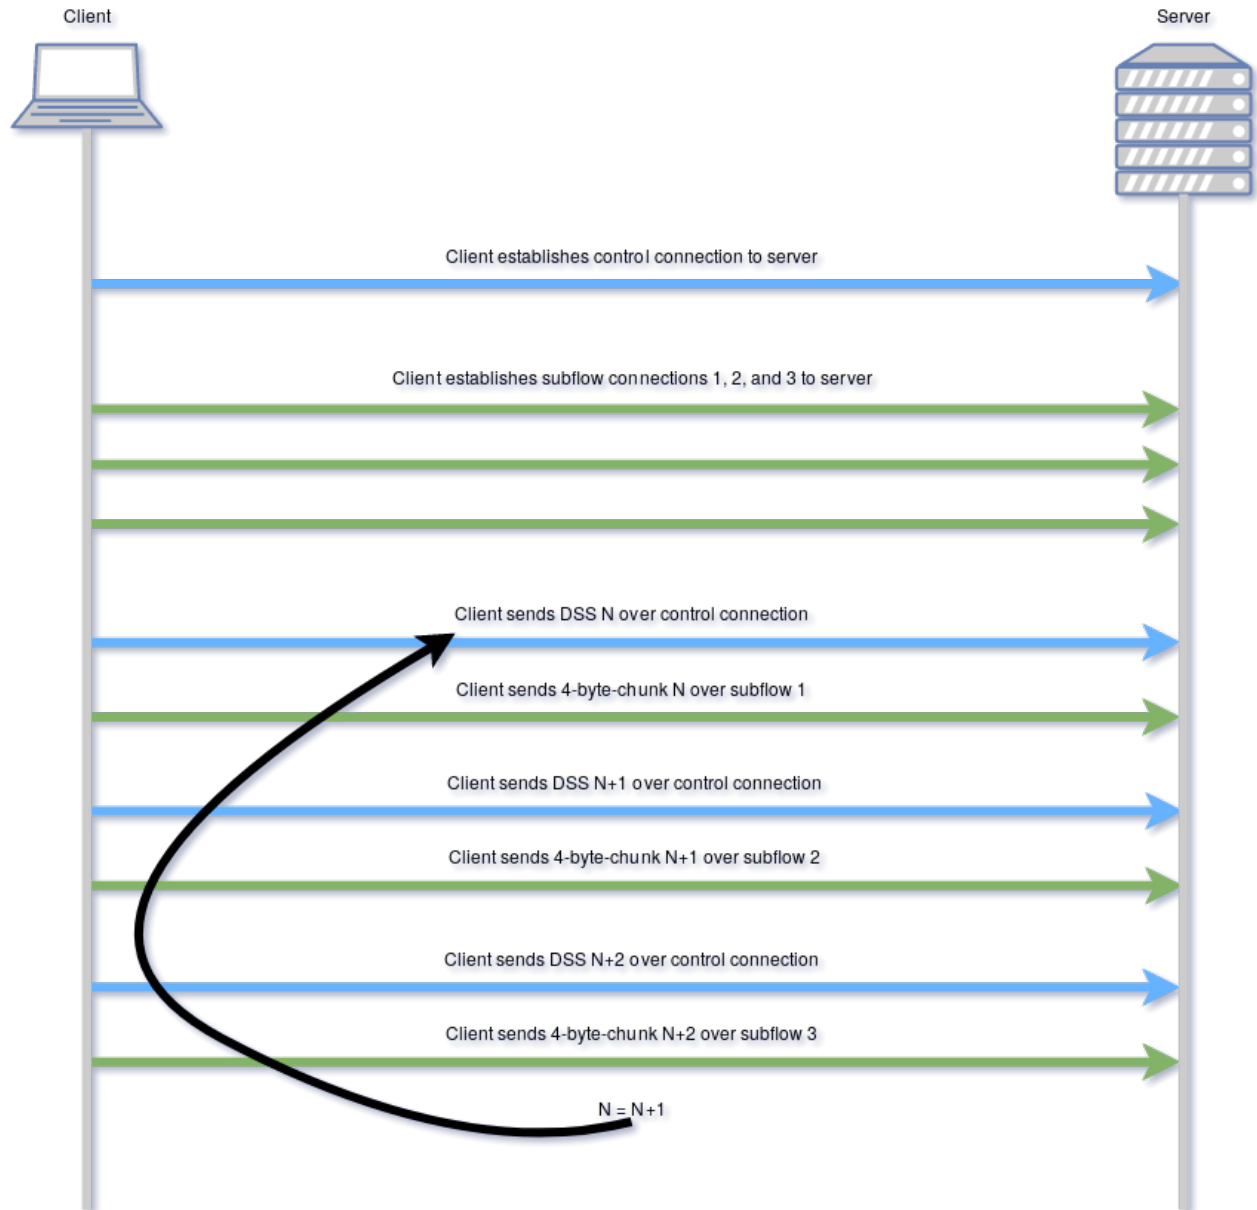 Client
Server
Client establishes control connection to server
Client establishes subflow connections 1, 2, and 3 to server
Client sends DSS N over control connection
Client sends 4-byte-chunk N over subflow 1
Client sends DSS N+1 over control connection
Client sends 4-byte-chunk N+1 over subflow 2
Client sends DSS N+2 over control connection
Client sends 4-byte-chunk N+2 over subflow 3
N = N+1